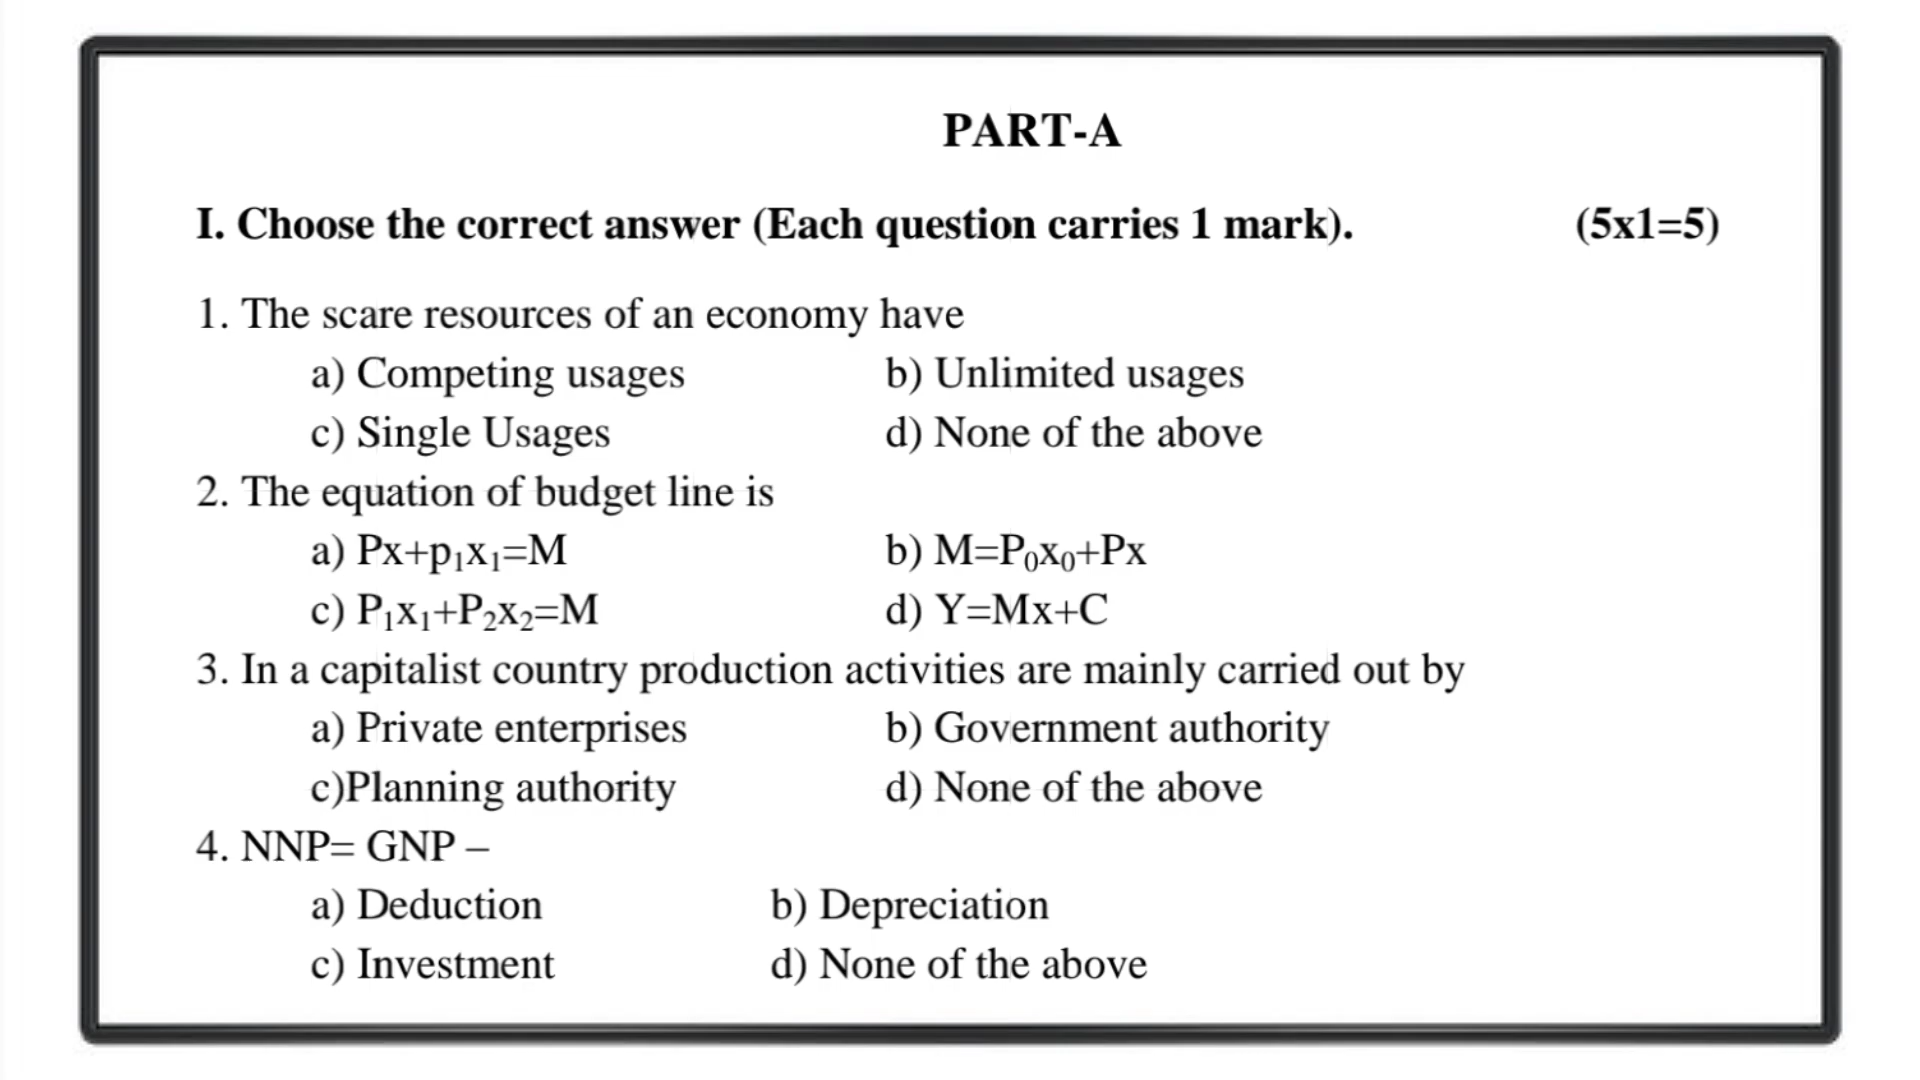 PART-A
I. Choose the correct answer (Each question carries 1 mark). (5x1=5)
1. The scare resources of an economy have
a) Competing usages b) Unlimited usages
c) Single Usages d) None of the above
2. The equation of budget line is
a) Px+p₁x₁=M b) M=P₀x₀+Px
c) P₁x₁+P₂x₂=M d) Y=Mx+C
3. In a capitalist country production activities are mainly carried out by
a) Private enterprises b) Government authority
c)Planning authority d) None of the above
4. NNP= GNP –
a) Deduction b) Depreciation
c) Investment d) None of the above